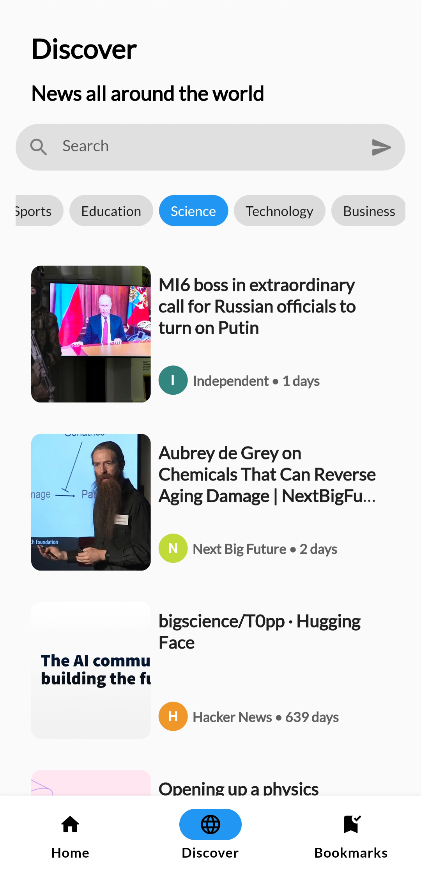 Discover
News all around the world
Search
Sports
Education
Science
Technology
Business
MI6 boss in extraordinary
call for Russian officials to
turn on Putin
I
Independent • 1 days
Aubrey de Grey on
Chemicals That Can Reverse
Aging Damage | NextBigFu...
N
Next Big Future • 2 days
bigscience/T0pp · Hugging
Face
The AI commu
building the fu
H
Hacker News • 639 days
Opening up a physics
Home
Discover
Bookmarks